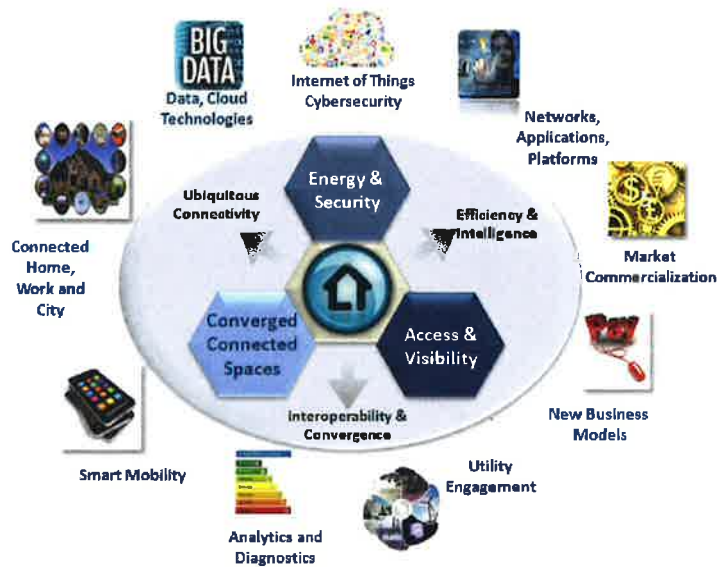 BIG
DATA
Data, Cloud
Technologies
Internet of Things
Cybersecurity
Networks,
Applications,
Platforms
Energy &
Security
Ubiquitous
Connectivity
Efficiency &
Intelligence
Connected
Home,
Work and
City
Market
Commercialization
Converged
Connected
Spaces
Access &
Visibility
Interoperability &
Convergence
New Business
Models
Smart Mobility
Utility
Engagement
Analytics and
Diagnostics